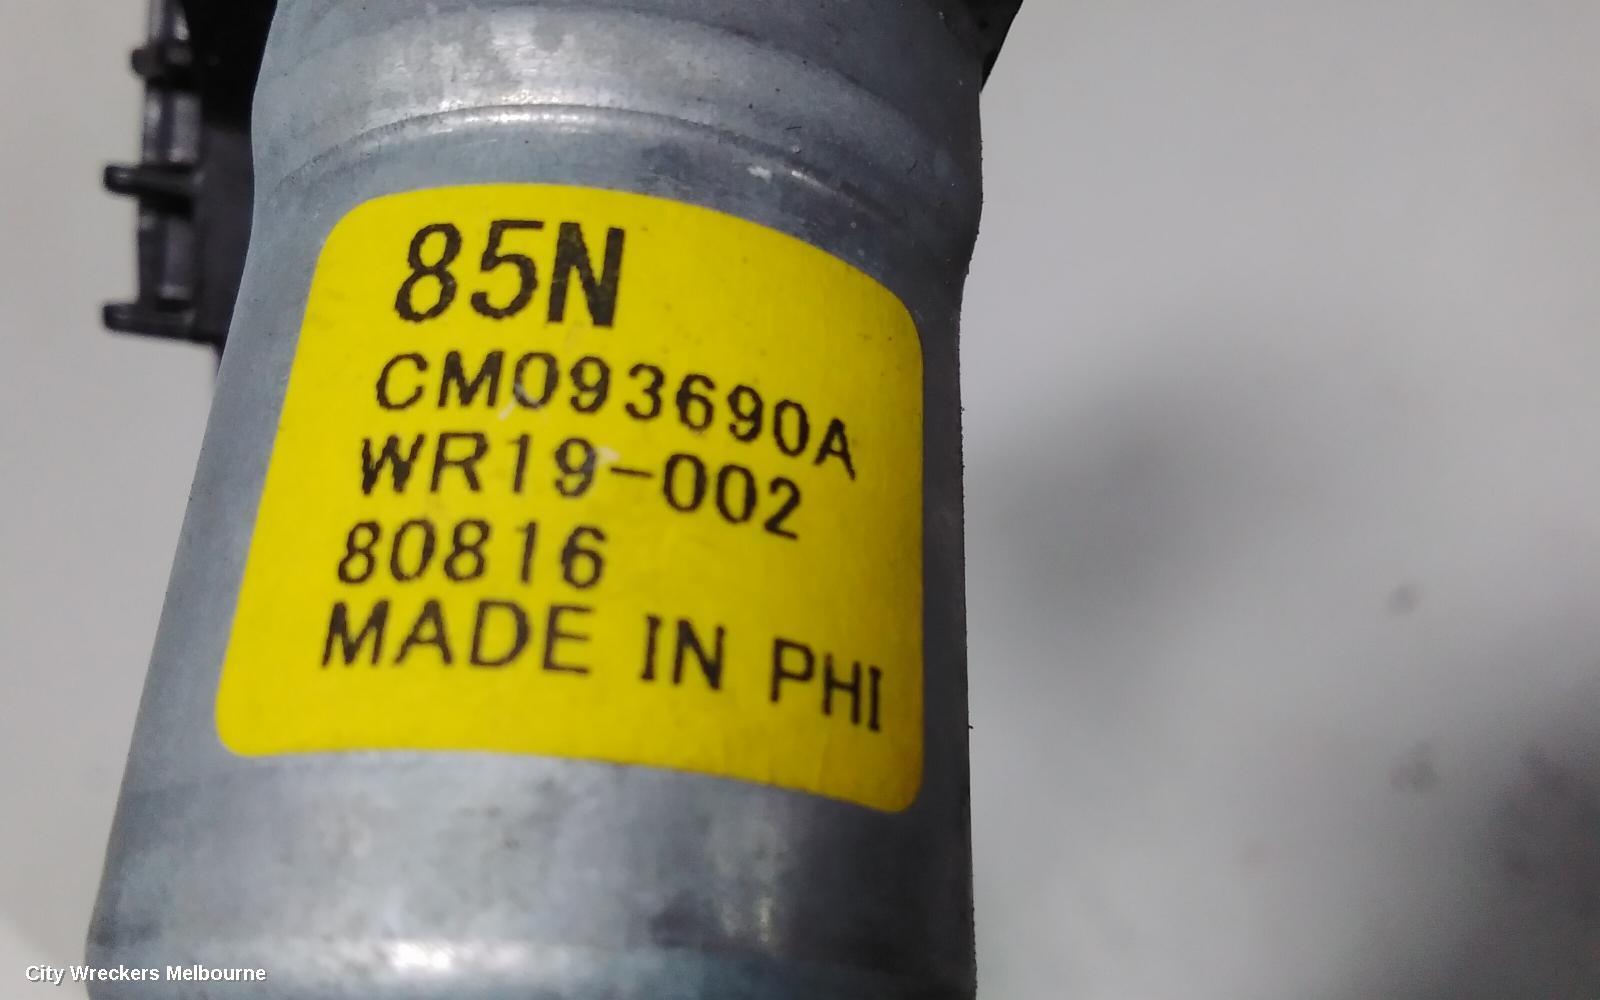 85N
CM093690A
WR19-002
80816
MADE IN PHI
City Wreckers Melbourne